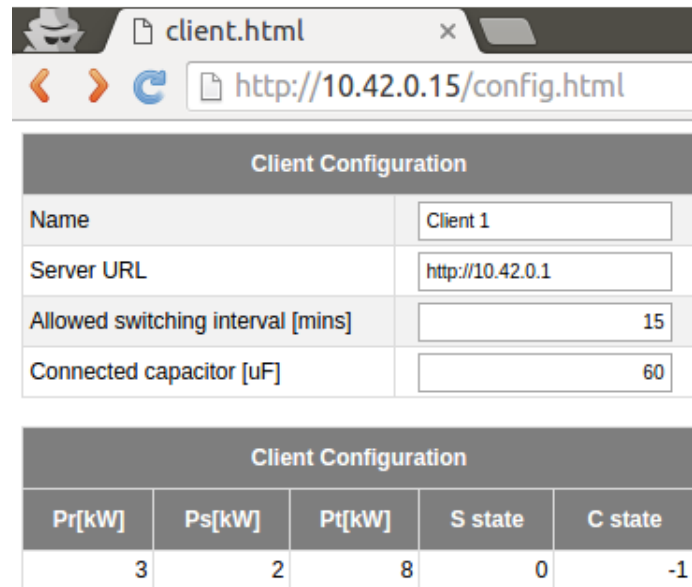 client.html
http://10.42.0.15/config.html
Client Configuration
Name Client 1
Server URL http://10.42.0.1
Allowed switching interval [mins] 15
Connected capacitor [uF] 60
Client Configuration
Pr[kW] Ps[kW] Pt[kW] S state C state
3 2 8 0 -1